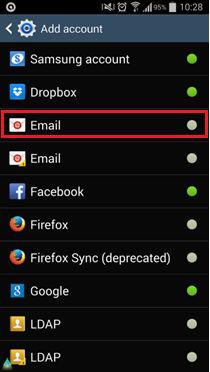 95% 10:28
Add account
Samsung account
Dropbox
Email
Email
Facebook
Firefox
Firefox Sync (deprecated)
Google
LDAP
LDAP